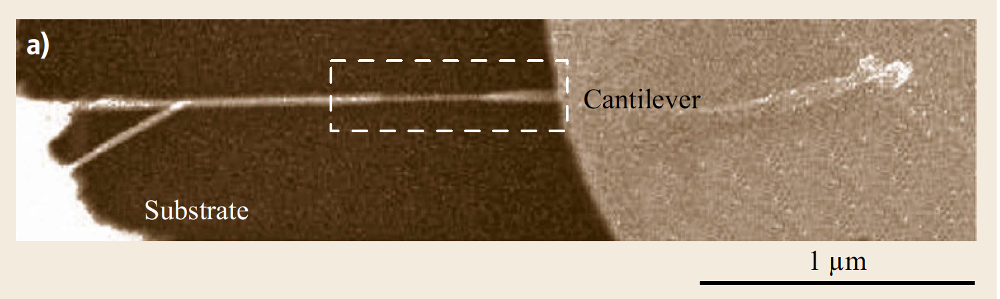 a)
Cantilever
Substrate
1 µm